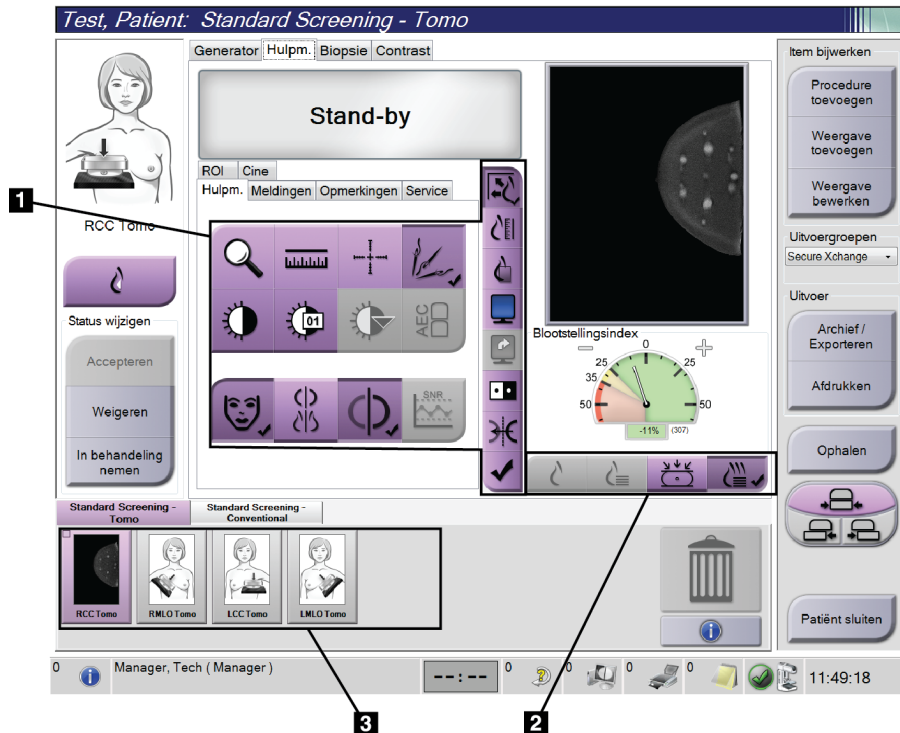 Test, Patient: Standard Screening - Tomo
Generator Hulpm. Biopsie Contrast
Stand-by
ROI Cine
Hulpm. Meldingen Opmerkingen Service
1
RCC Tomo
01
AEC
SNR
Status wijzigen
Accepteren
Weigeren
In behandeling
nemen
Blootstellingsindex
0
25 25
35
50 50
-11% (307)
Item bijwerken
Procedure
toevoegen
Weergave
toevoegen
Weergave
bewerken
Uitvoergroepen
Secure Xchange
Uitvoer
Archief /
Exporteren
Afdrukken
Ophalen
Patiënt sluiten
Standard Screening -
Tomo
Standard Screening -
Conventional
RCC Tomo
RMLO Tomo
LCC Tomo
LMLO Tomo
0
Manager, Tech ( Manager )
--:--
0 0 0 0
11:49:18
3
2